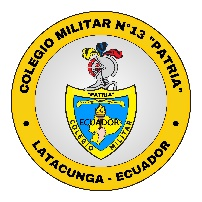 COLEGIO MILITAR N°13 "PATRIA"
"PATRIA"
ECUADOR
COLEGIO MILITAR
LATACUNGA - ECUADOR